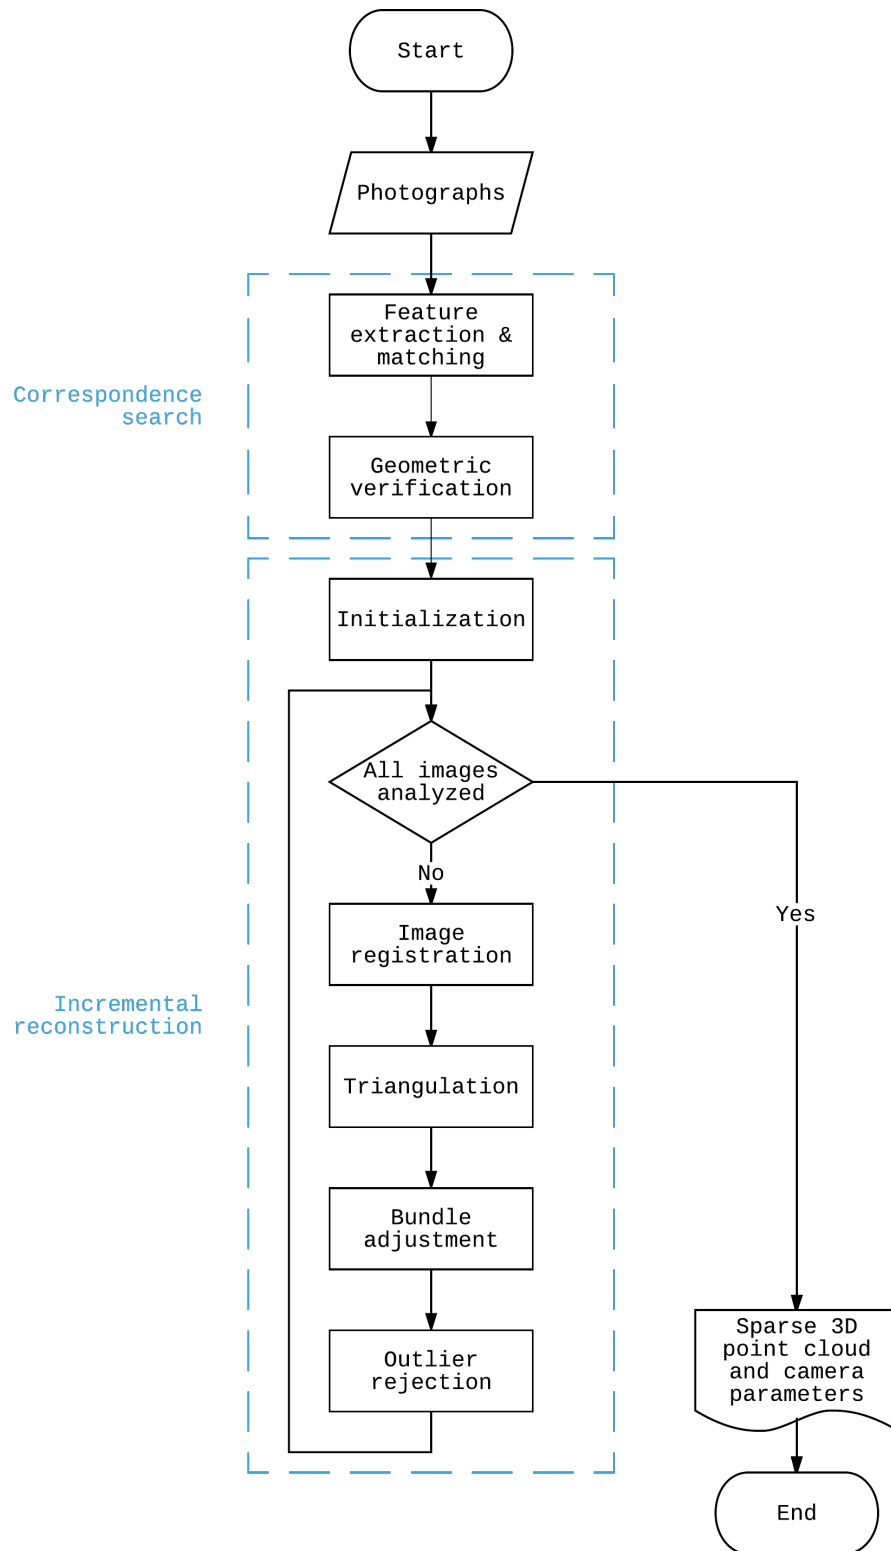 Start
Photographs
Feature
extraction &
matching
Correspondence
search
Geometric
verification
Initialization
All images
analyzed
No
Yes
Image
registration
Incremental
reconstruction
Triangulation
Bundle
adjustment
Outlier
rejection
Sparse 3D
point cloud
and camera
parameters
End